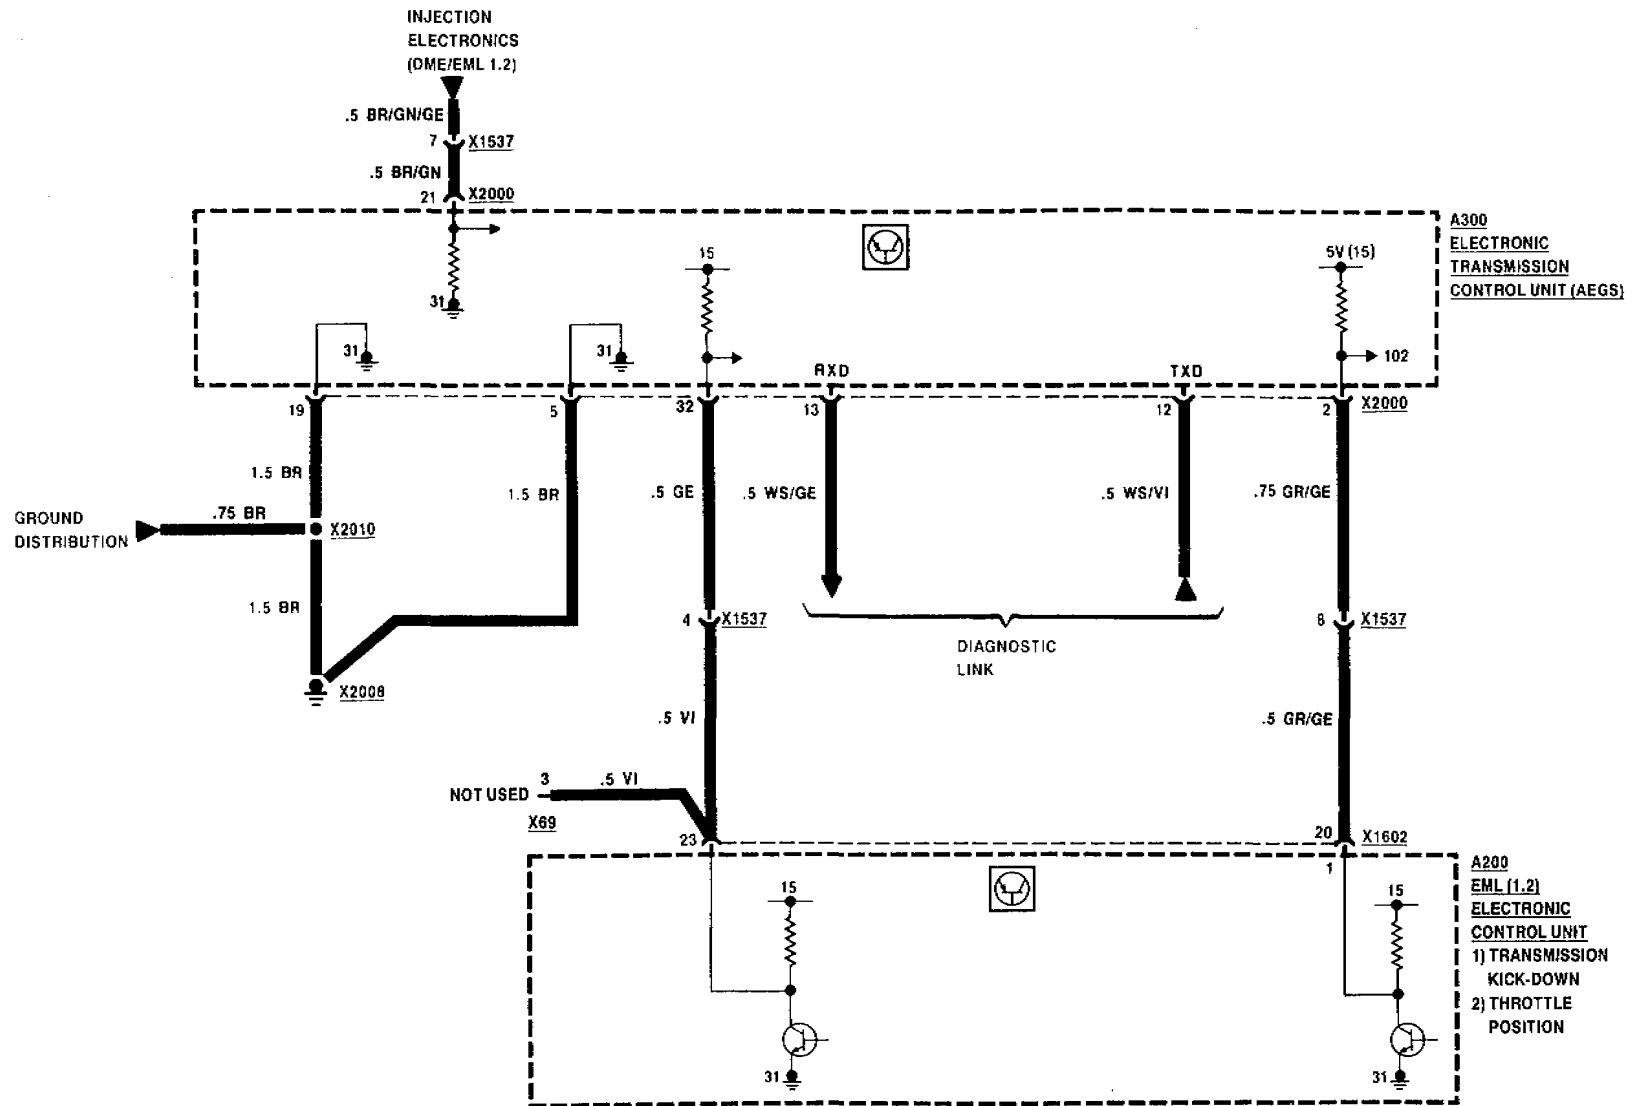 INJECTION
ELECTRONICS
(DME/EML 1.2)
.5 BR/GN/GE
7 X1537
.5 BR/GN
21 X2000
A300
ELECTRONIC
TRANSMISSION
CONTROL UNIT (AEGS)
15
5V (15)
31
31
31
102
RXD
TXD
19
5
32
13
12
2
X2000
1.5 BR
1.5 BR
.5 GE
.5 WS/GE
.5 WS/VI
.75 GR/GE
GROUND
DISTRIBUTION
.75 BR
X2010
1.5 BR
4 X1537
8 X1537
DIAGNOSTIC
LINK
X2008
.5 VI
.5 GR/GE
NOT USED
3
.5 VI
X69
23
20
X1602
1
A200
EML (1.2)
ELECTRONIC
CONTROL UNIT
1) TRANSMISSION
KICK-DOWN
2) THROTTLE
POSITION
15
15
31
31